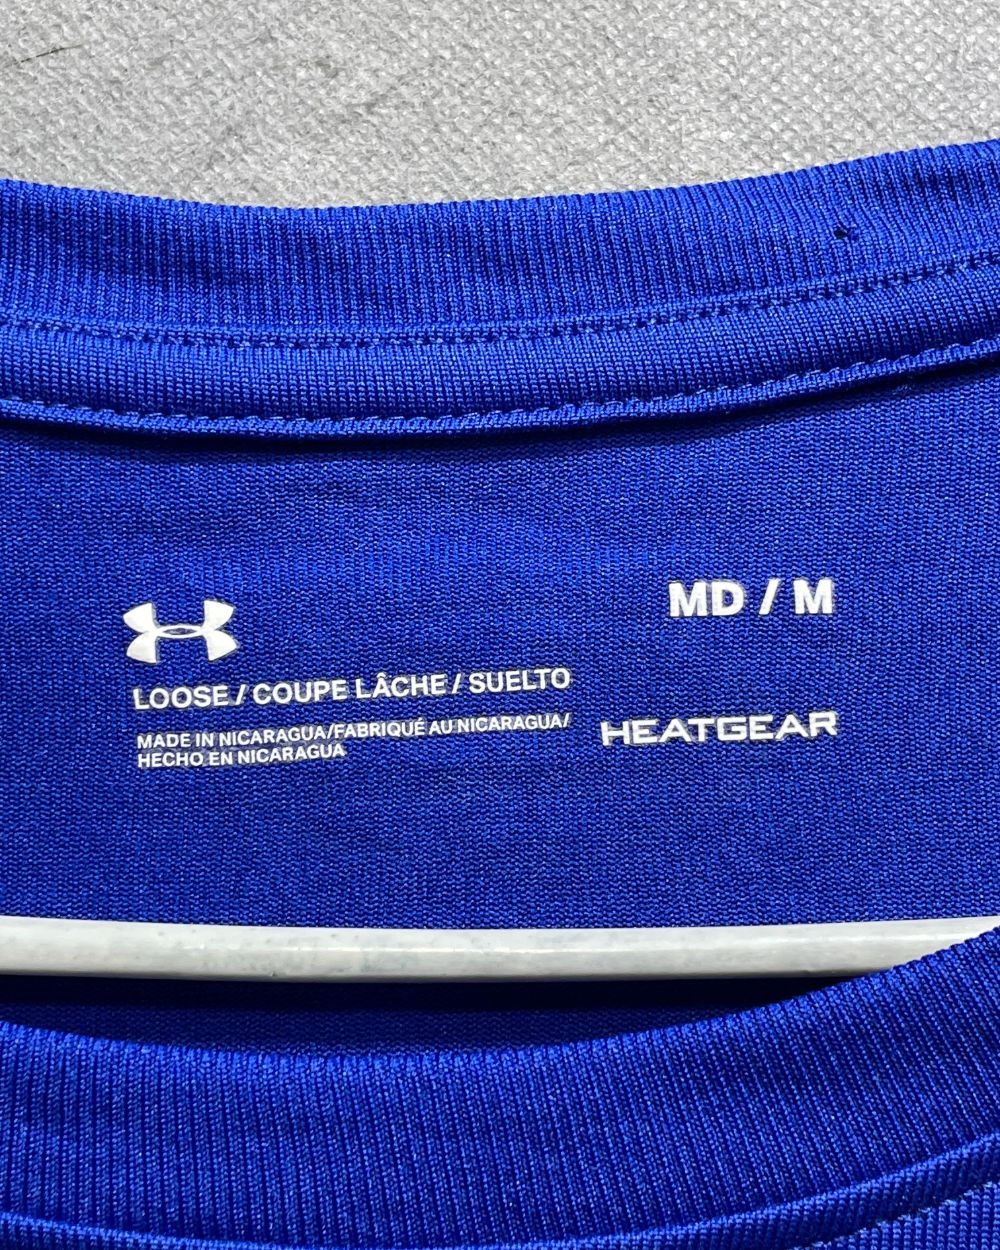 MD / M
LOOSE / COUPE LÂCHE / SUELTO
MADE IN NICARAGUA/FABRIQUÉ AU NICARAGUA/
HECHO EN NICARAGUA
HEATGEAR